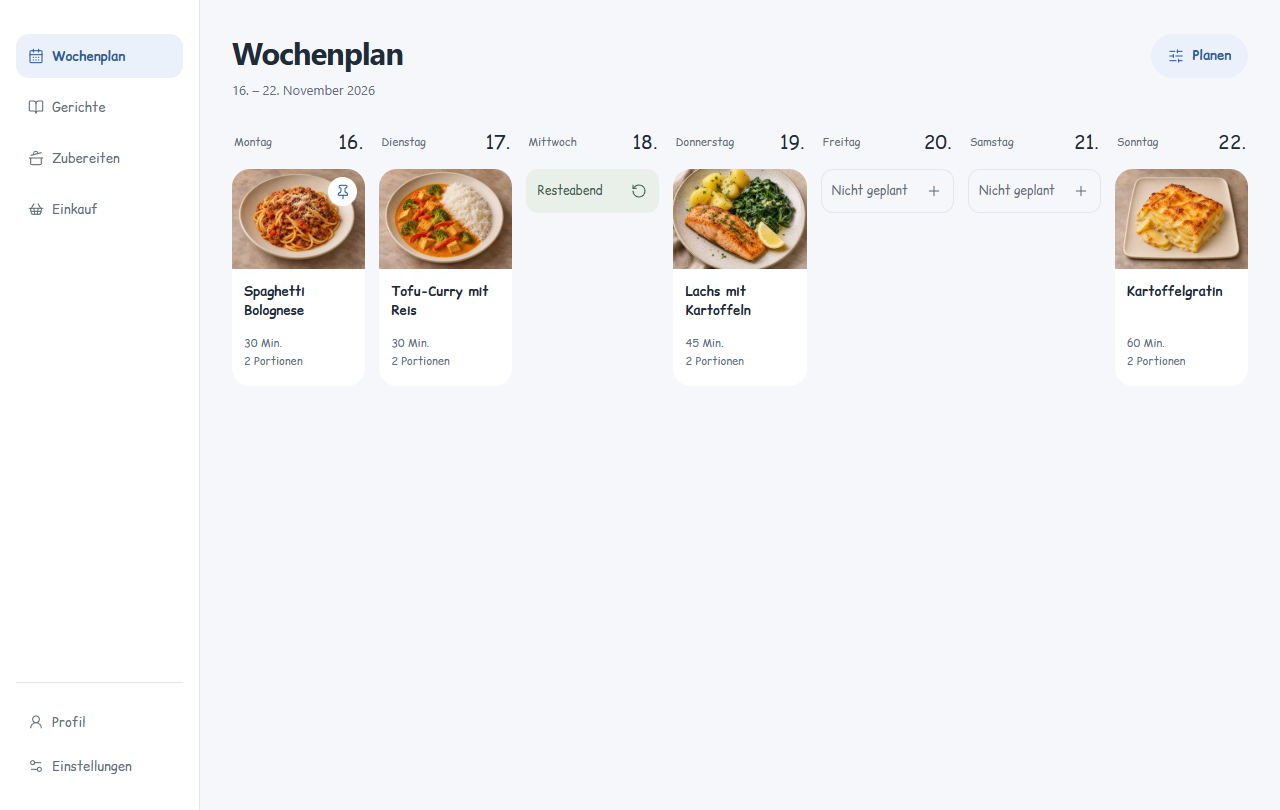 Wochenplan
Gerichte
Zubereiten
Einkauf
Profil
Einstellungen
Wochenplan
16. – 22. November 2026
Planen
Montag 16.
Dienstag 17.
Mittwoch 18.
Donnerstag 19.
Freitag 20.
Samstag 21.
Sonntag 22.
Spaghetti
Bolognese
30 Min.
2 Portionen
Tofu-Curry mit
Reis
30 Min.
2 Portionen
Resteabend
Lachs mit
Kartoffeln
45 Min.
2 Portionen
Nicht geplant
Nicht geplant
Kartoffelgratin
60 Min.
2 Portionen